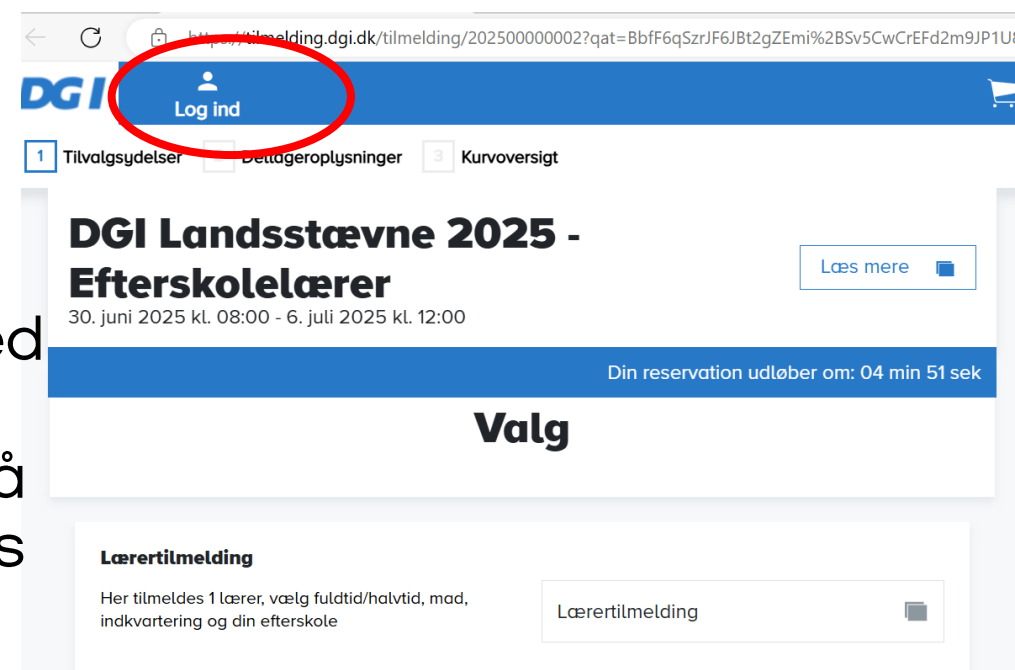 https://tilmelding.dgi.dk/tilmelding/202500000002?qat=BbfF6qSzrJF6JBt2gZEmi%2BSv5CwCrEFd2m9JP1U8
DGI
Log ind
1 Tilvalgsydelser Deltageroplysninger 3 Kurvoversigt
DGI Landsstævne 2025 -
Efterskolelærer
Læs mere
30. juni 2025 kl. 08:00 - 6. juli 2025 kl. 12:00
ed
Din reservation udløber om: 04 min 51 sek
Valg
å
s
Lærertilmelding
Her tilmeldes 1 lærer, vælg fuldtid/halvtid, mad,
indkvartering og din efterskole
Lærertilmelding